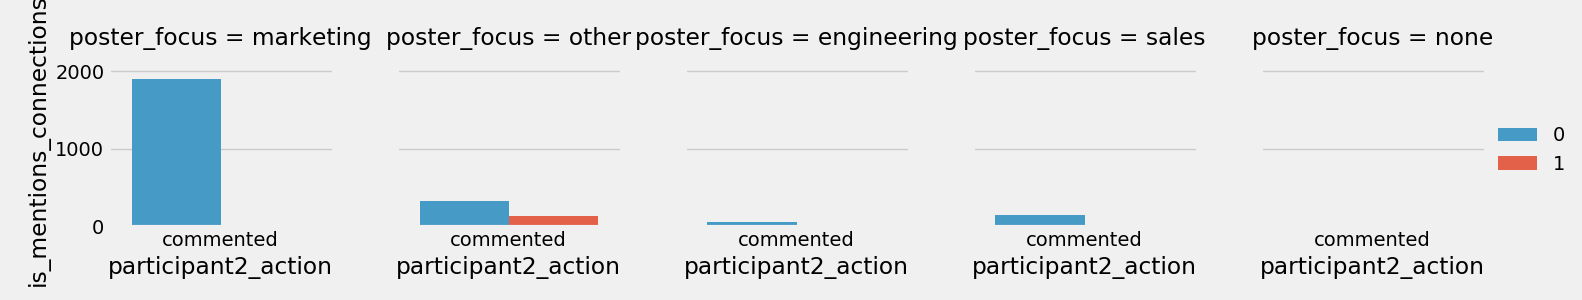 poster_focus = marketing
poster_focus = other
poster_focus = engineering
poster_focus = sales
poster_focus = none
is_mentions_connections
2000
1000
0
0
1
commented
commented
commented
commented
commented
participant2_action
participant2_action
participant2_action
participant2_action
participant2_action